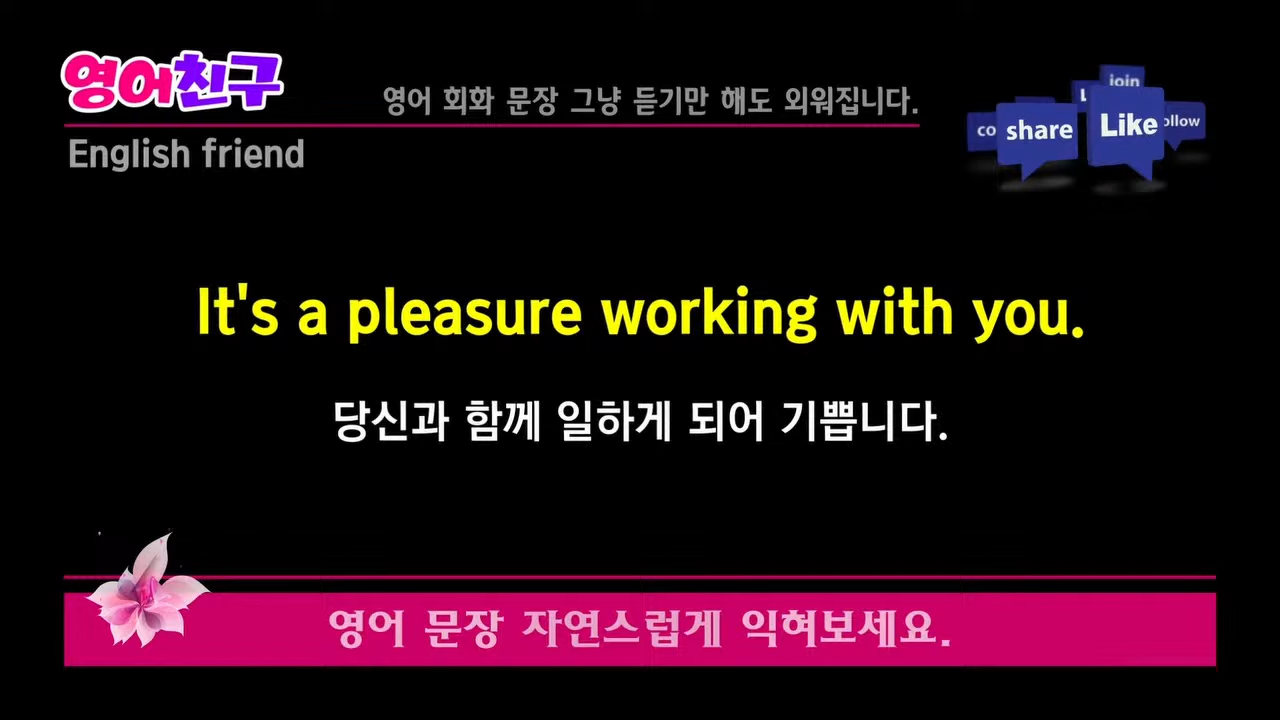 영어친구
영어 회화 문장 그냥 듣기만 해도 외워집니다.
English friend
join
share
Like
It's a pleasure working with you.
당신과 함께 일하게 되어 기쁩니다.
영어 문장 자연스럽게 익혀보세요.